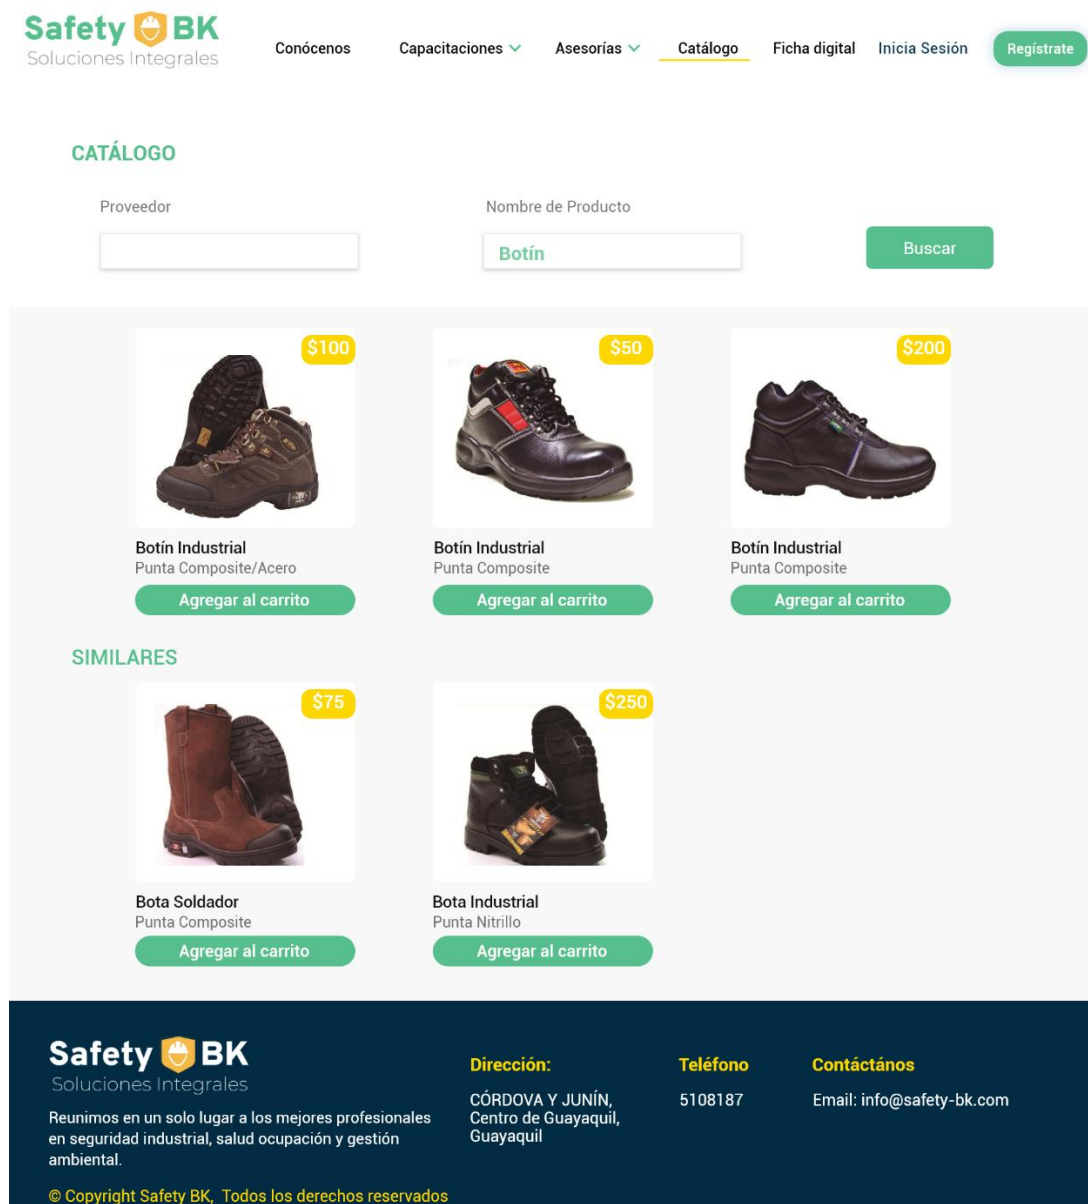 Safety BK
Soluciones Integrales
Conócenos
Capacitaciones
Asesorías
Catálogo
Ficha digital
Inicia Sesión
Regístrate
CATÁLOGO
Proveedor
Nombre de Producto
Botín
Buscar
$100
$50
$200
Botín Industrial
Punta Composite/Acero
Agregar al carrito
Botín Industrial
Punta Composite
Agregar al carrito
Botín Industrial
Punta Composite
Agregar al carrito
SIMILARES
$75
$250
Bota Soldador
Punta Composite
Agregar al carrito
Bota Industrial
Punta Nitrillo
Agregar al carrito
Safety BK
Soluciones Integrales
Reunimos en un solo lugar a los mejores profesionales
en seguridad industrial, salud ocupación y gestión
ambiental.
© Copyright Safety BK, Todos los derechos reservados
Dirección:
CÓRDOVA Y JUNÍN,
Centro de Guayaquil,
Guayaquil
Teléfono
5108187
Contáctános
Email: info@safety-bk.com